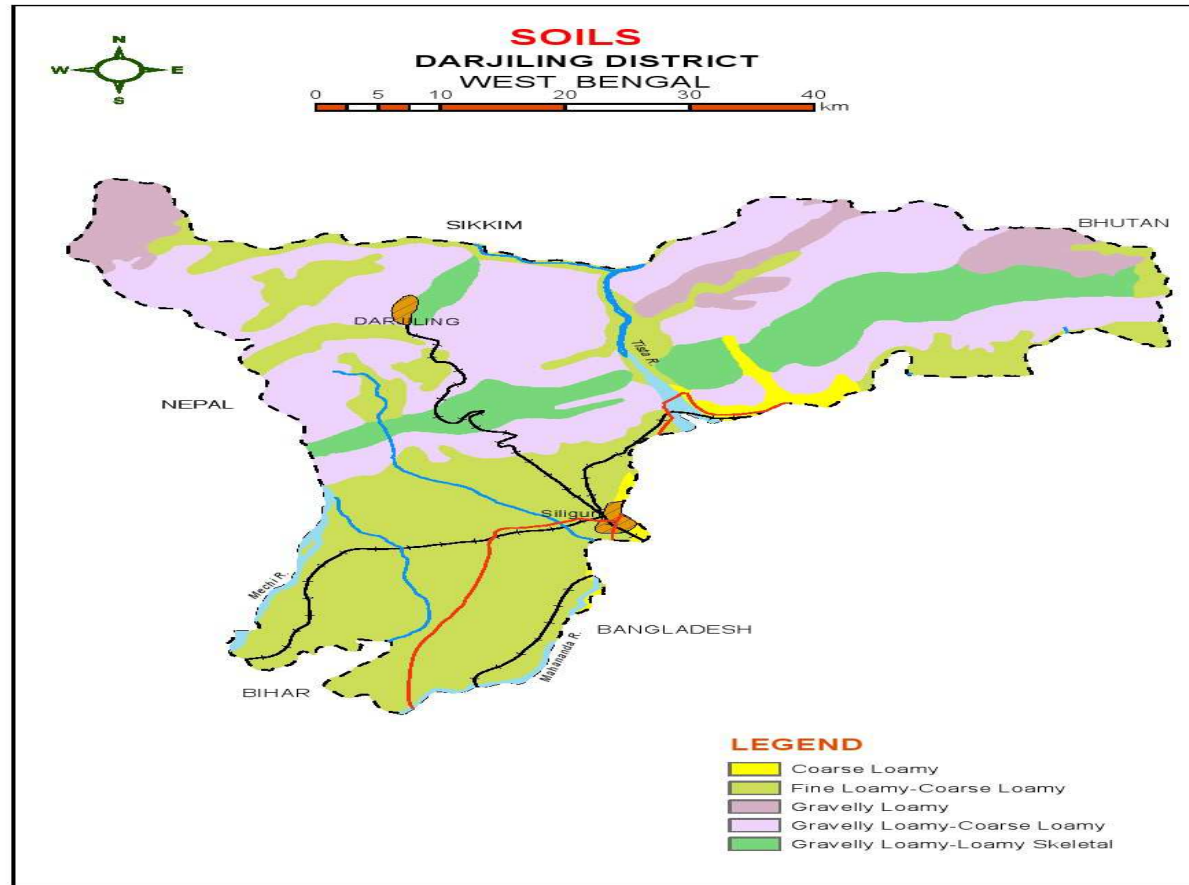 N
W E
S
SOILS
DARJILING DISTRICT
WEST BENGAL
0 5 10 20 30 40
km
SIKKIM
BHUTAN
DARJILING
Tista R.
NEPAL
Siliguri
Mechi R.
BANGLADESH
Mahananda R.
BIHAR
LEGEND
Coarse Loamy
Fine Loamy-Coarse Loamy
Gravelly Loamy
Gravelly Loamy-Coarse Loamy
Gravelly Loamy-Loamy Skeletal